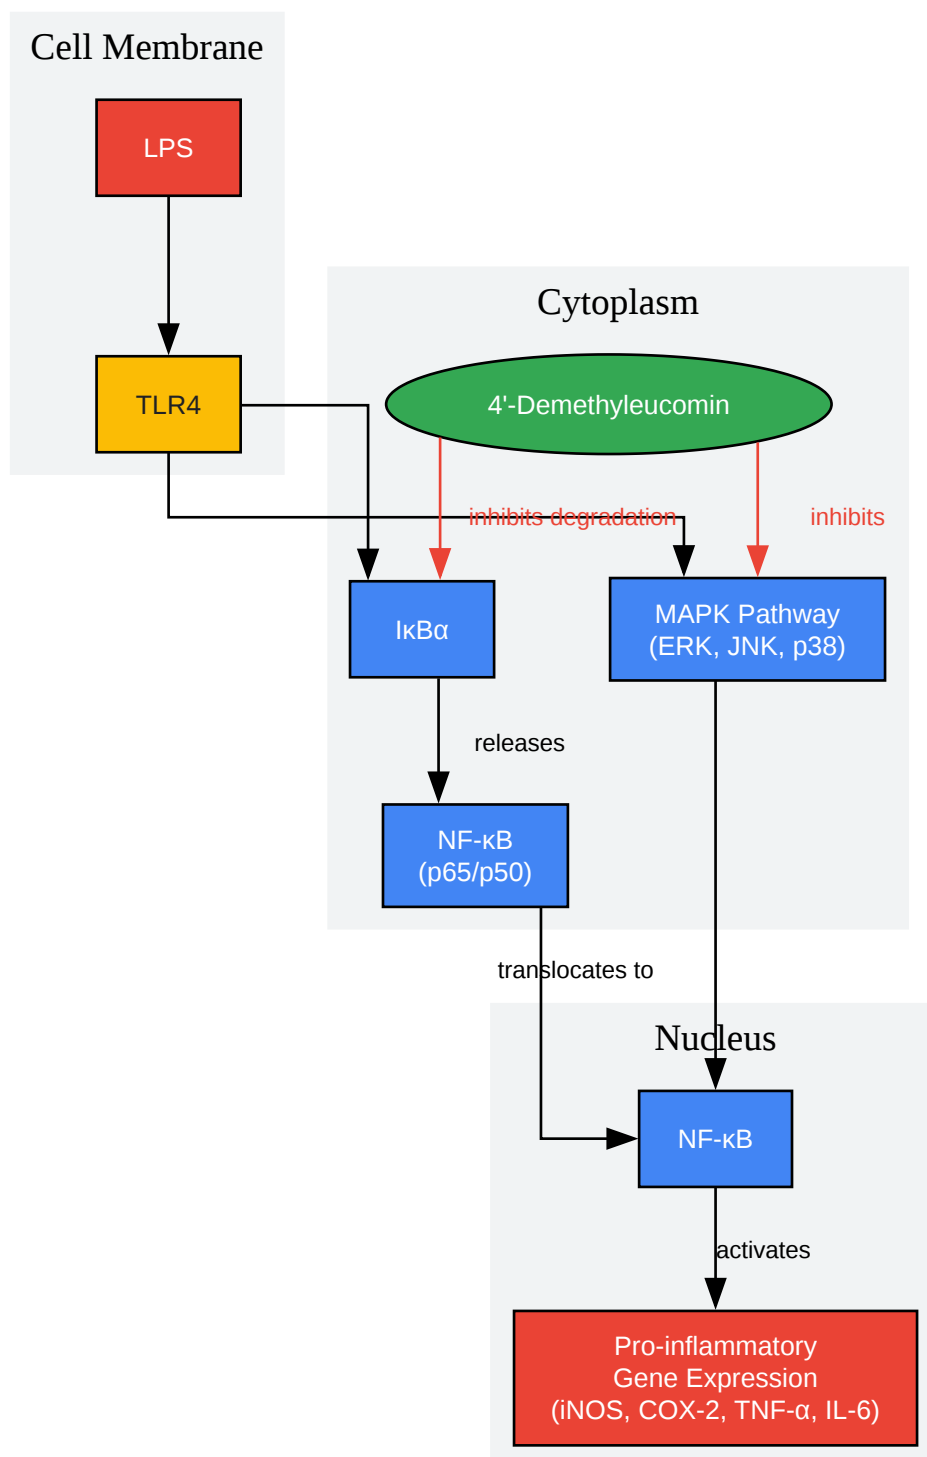 Cell Membrane
LPS
TLR4
Cytoplasm
4'-Demethyleucomin
inhibits degradation
inhibits
IκBα
MAPK Pathway
(ERK, JNK, p38)
releases
NF-κB
(p65/p50)
translocates to
Nucleus
NF-κB
activates
Pro-inflammatory
Gene Expression
(iNOS, COX-2, TNF-α, IL-6)